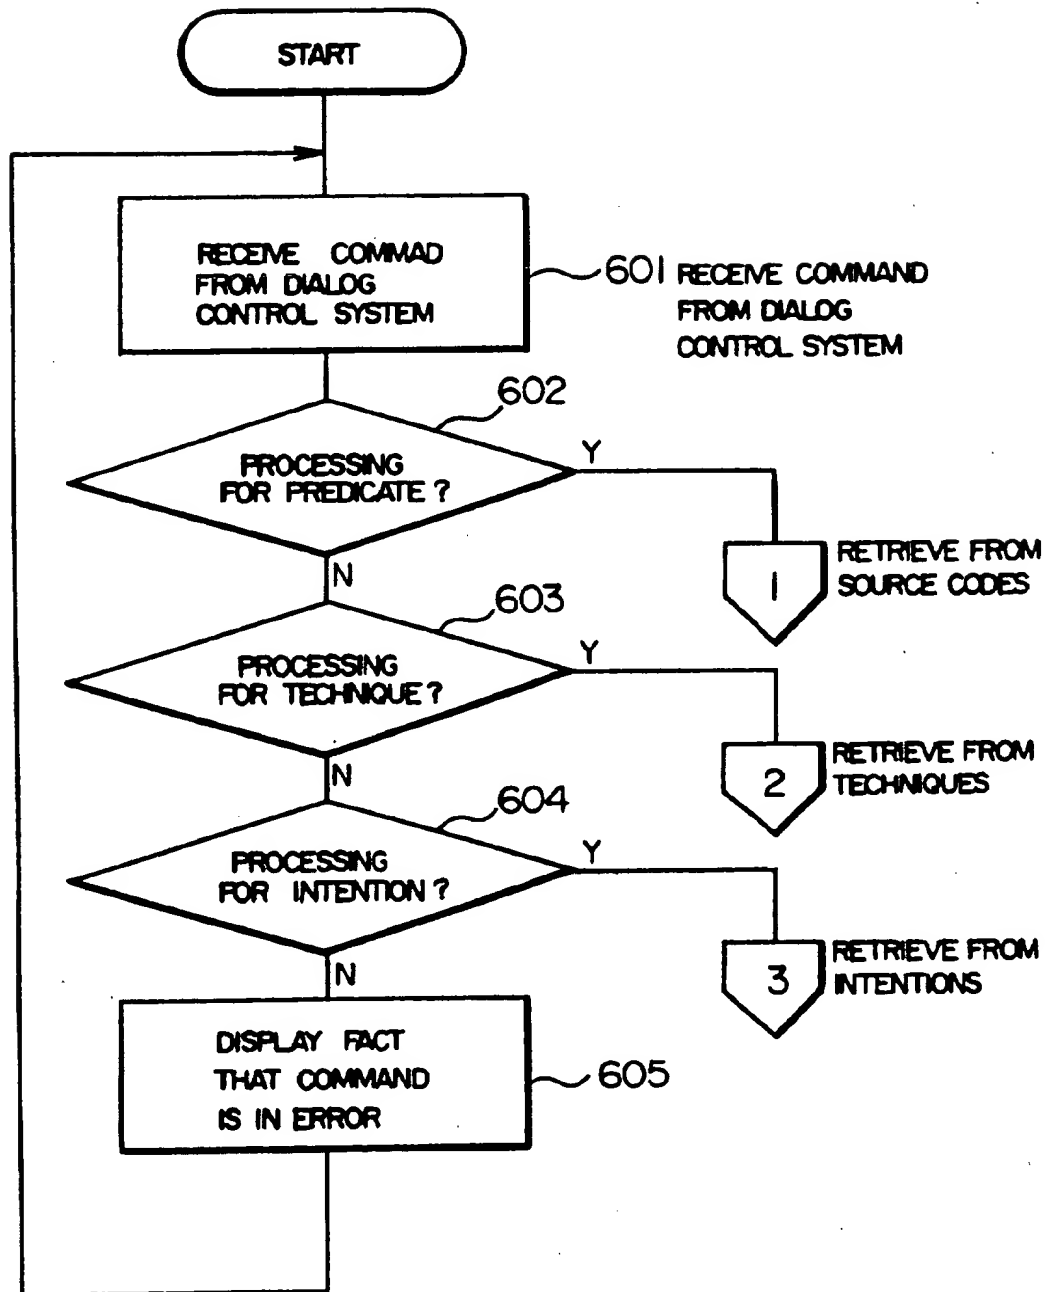 START
RECEIVE COMMAD
FROM DIALOG
CONTROL SYSTEM
601 RECEIVE COMMAND
FROM DIALOG
CONTROL SYSTEM
602
PROCESSING
FOR PREDICATE?
Y
N
1
RETRIEVE FROM
SOURCE CODES
603
PROCESSING
FOR TECHNIQUE?
Y
N
2
RETRIEVE FROM
TECHNIQUES
604
PROCESSING
FOR INTENTION?
Y
N
3
RETRIEVE FROM
INTENTIONS
DISPLAY FACT
THAT COMMAND
IS IN ERROR
605